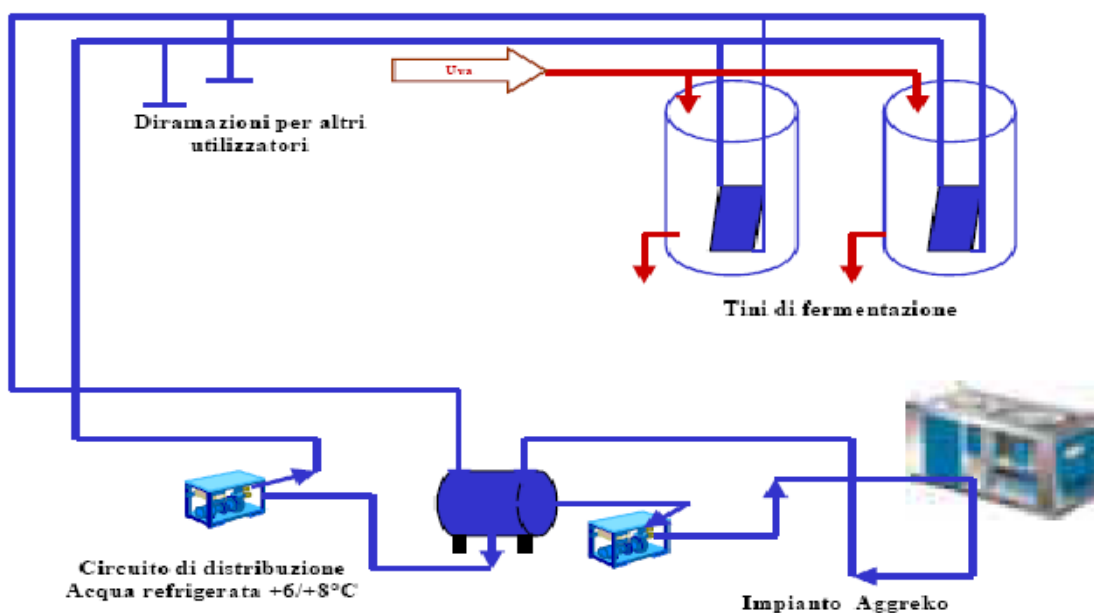 Uva
Diramazioni per altri
utilizzatori
Tini di fermentazione
Circuito di distribuzione
Acqua refrigerata +6/+8°C
Impianto Aggreko